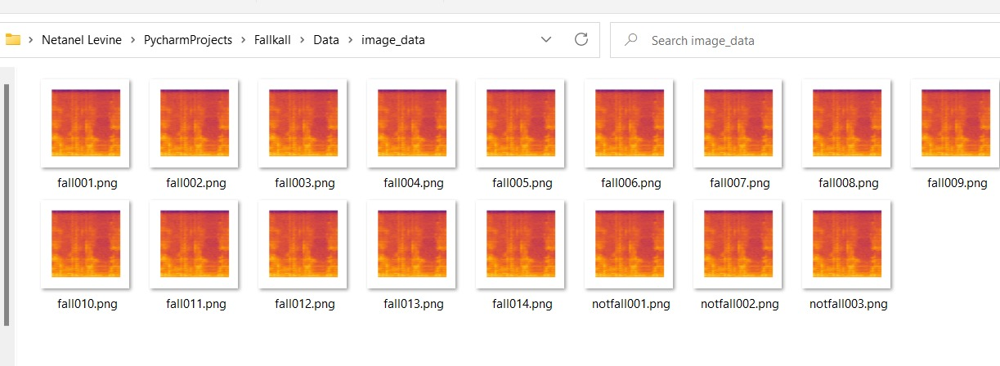 Netanel Levine > PycharmProjects > Fallkall > Data > image_data
Search image_data
fall001.png fall002.png fall003.png fall004.png fall005.png fall006.png fall007.png fall008.png fall009.png
fall010.png fall011.png fall012.png fall013.png fall014.png notfall001.png notfall002.png notfall003.png